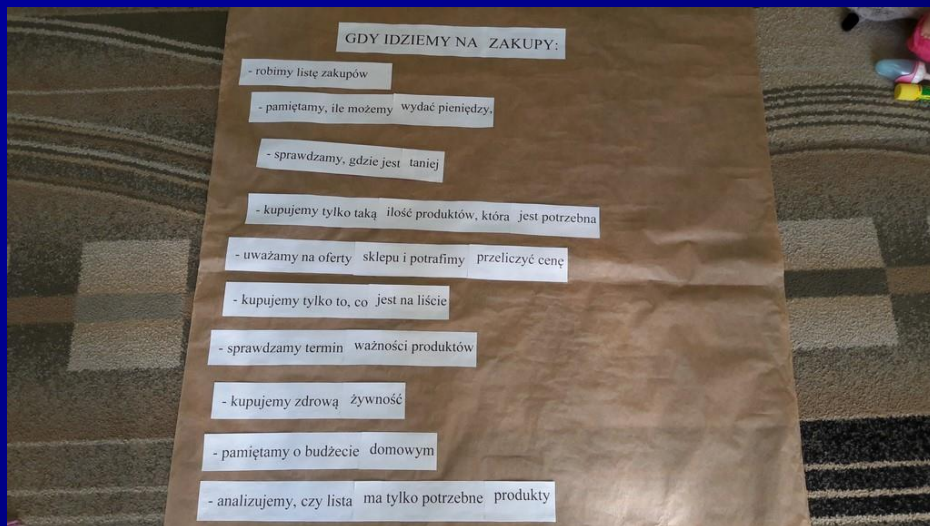 GDY IDZIEMY NA ZAKUPY:
- robimy listę zakupów
- pamiętamy, ile możemy wydać pieniędzy,
- sprawdzamy, gdzie jest taniej
- kupujemy tylko taką ilość produktów, która jest potrzebna
- uważamy na oferty sklepu i potrafimy przeliczyć cenę
- kupujemy tylko to, co jest na liście
- sprawdzamy termin ważności produktów
- kupujemy zdrową żywność
- pamiętamy o budżecie domowym
- analizujemy, czy lista ma tylko potrzebne produkty